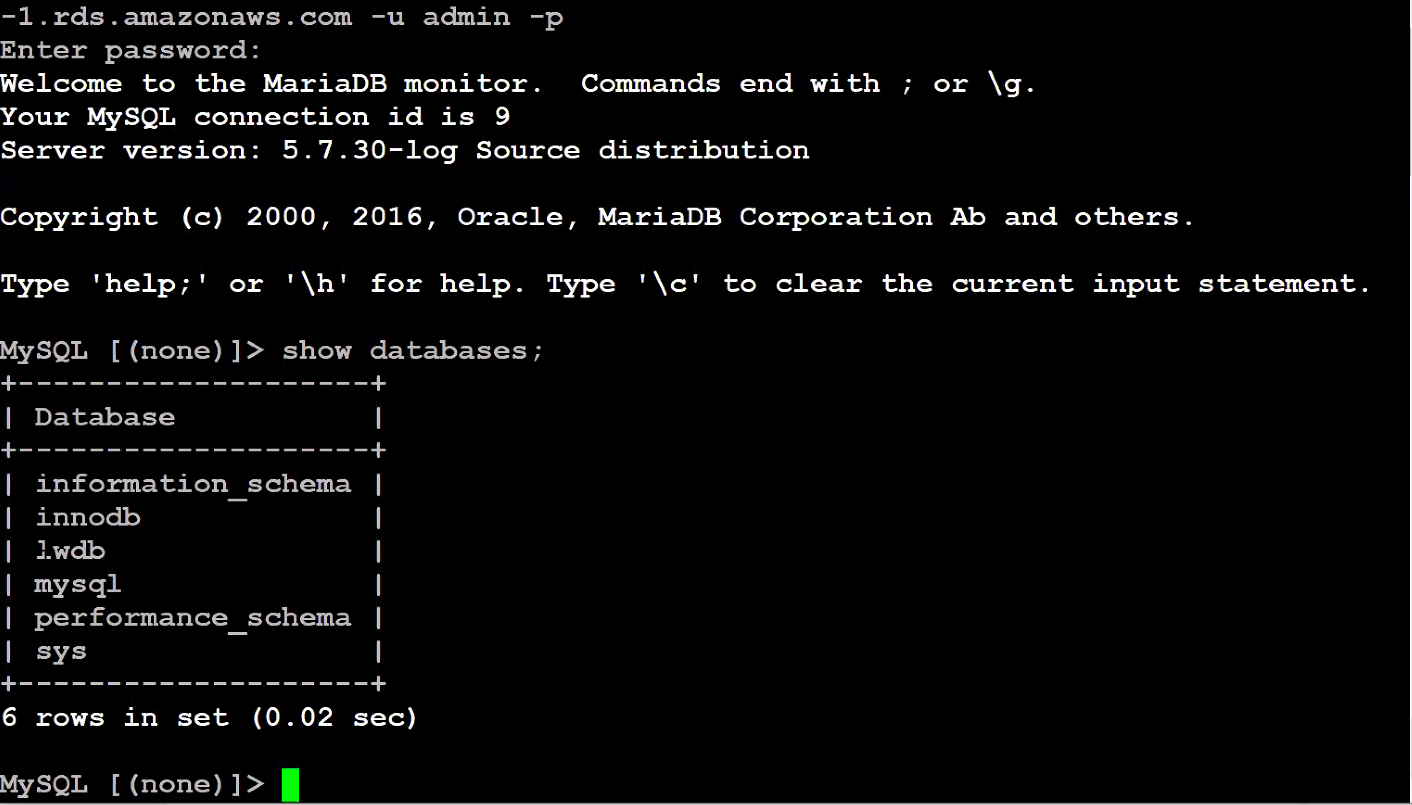 -1.rds.amazonaws.com -u admin -p
Enter password:
Welcome to the MariaDB monitor.  Commands end with ; or \g.
Your MySQL connection id is 9
Server version: 5.7.30-log Source distribution

Copyright (c) 2000, 2016, Oracle, MariaDB Corporation Ab and others.

Type 'help;' or '\h' for help. Type '\c' to clear the current input statement.

MySQL [(none)]> show databases;
+--------------------+
| Database           |
+--------------------+
| information_schema |
| innodb             |
| lwdb               |
| mysql              |
| performance_schema |
| sys                |
+--------------------+
6 rows in set (0.02 sec)

MySQL [(none)]>